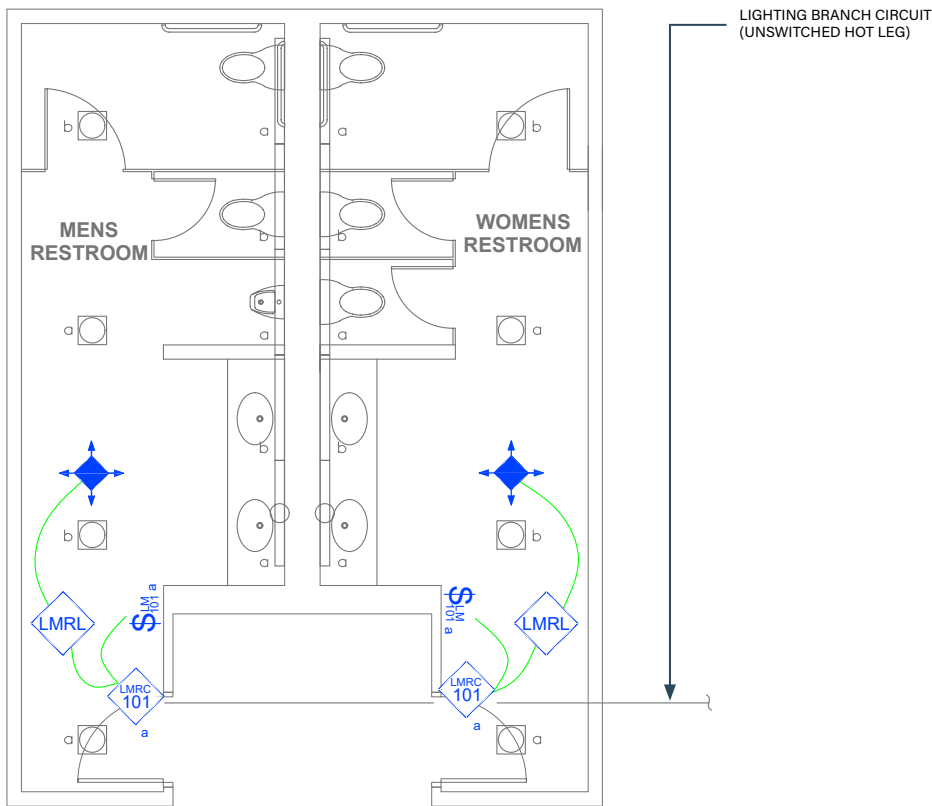 LIGHTING BRANCH CIRCUIT
(UNSWITCHED HOT LEG)
b
a
a
b
b
b
MENS
RESTROOM
WOMENS
RESTROOM
a
a
a
a
b
b
b
b
a
a
$
LM
101 a
$
LM
101 a
LMRL
LMRL
LMRC
101
a
LMRC
101
a
a
a